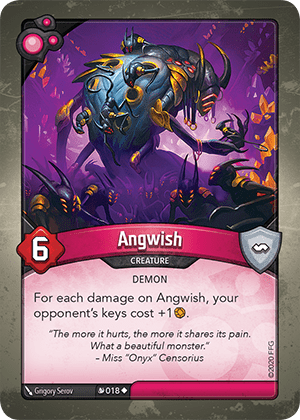 Angwish
CREATURE
6
DEMON
For each damage on Angwish, your
opponent's keys cost +1.
"The more it hurts, the more it shares its pain.
What a beautiful monster."
– Miss "Onyx" Censorius
Grigory Serov
018
©2020 FFG